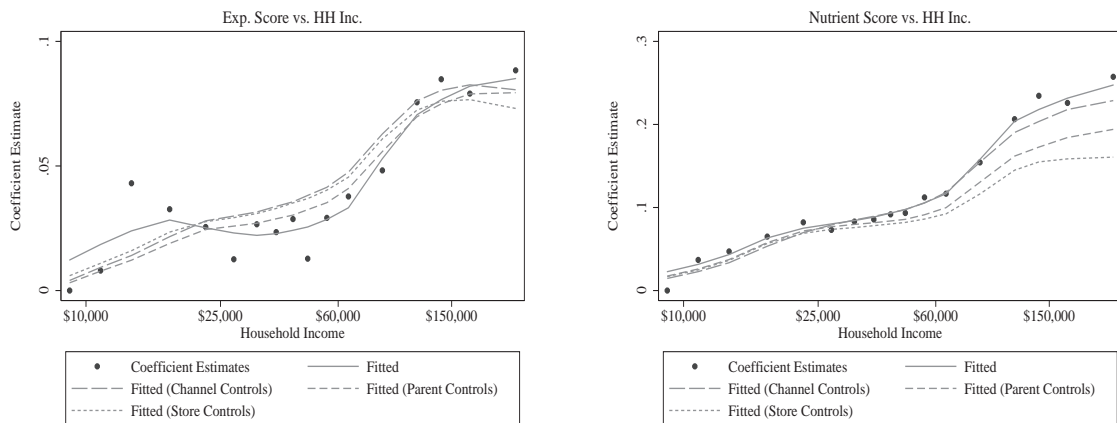 Exp. Score vs. HH Inc.
Coefficient Estimate
.1
.05
0
$10,000
$25,000
$60,000
$150,000
Household Income
Coefficient Estimates
Fitted
Fitted (Channel Controls)
Fitted (Parent Controls)
Fitted (Store Controls)
Nutrient Score vs. HH Inc.
Coefficient Estimate
.3
.2
.1
0
$10,000
$25,000
$60,000
$150,000
Household Income
Coefficient Estimates
Fitted
Fitted (Channel Controls)
Fitted (Parent Controls)
Fitted (Store Controls)